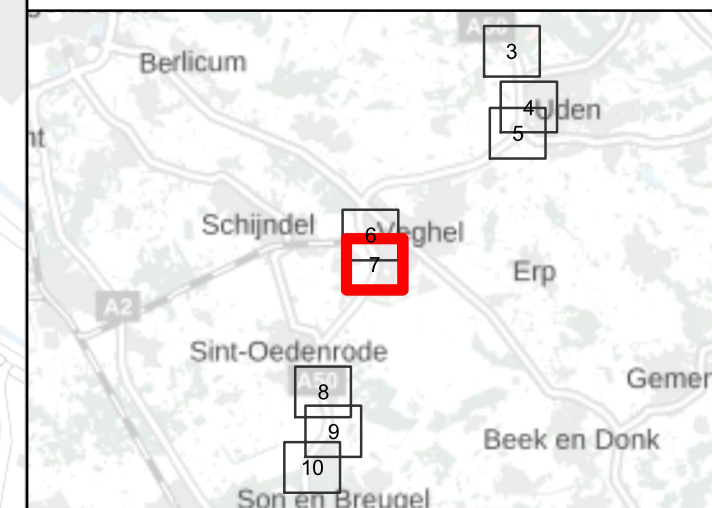 A50
3
Berlicum
4
Uden
5
nt
Schijndel
6
Veghel
7
Erp
A2
Sint-Oedenrode
A50
8
Gemer
9
Beek en Donk
10
Son en Breugel